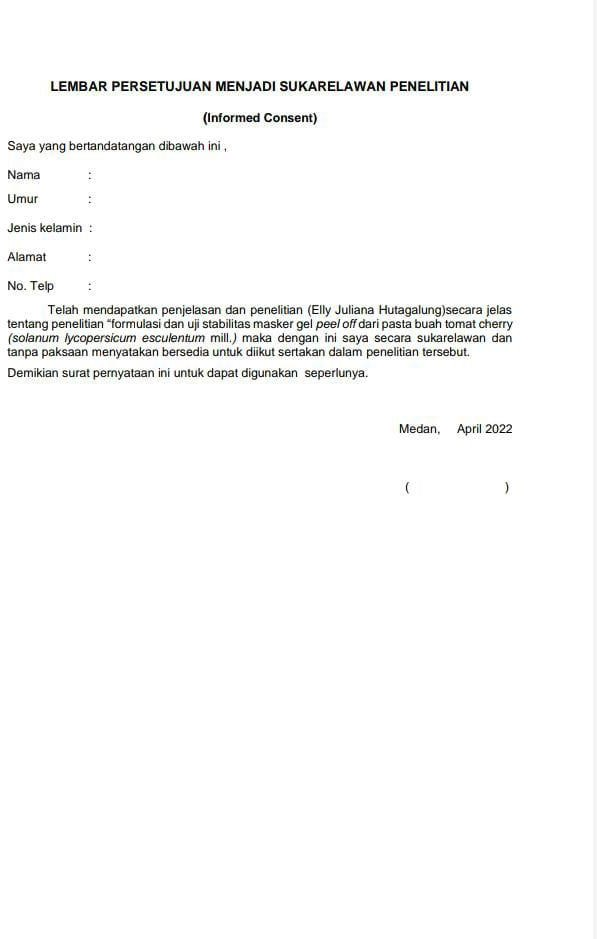 LEMBAR PERSETUJUAN MENJADI SUKARELAWAN PENELITIAN
(Informed Consent)
Saya yang bertandatangan dibawah ini ,
Nama :
Umur :
Jenis kelamin :
Alamat :
No. Telp :
Telah mendapatkan penjelasan dan penelitian (Elly Juliana Hutagalung)secara jelas
tentang penelitian “formulasi dan uji stabilitas masker gel peel off dari pasta buah tomat cherry
(solanum lycopersicum esculentum mill.) maka dengan ini saya secara sukarelawan dan
tanpa paksaan menyatakan bersedia untuk diikut sertakan dalam penelitian tersebut.
Demikian surat pernyataan ini untuk dapat digunakan seperlunya.
Medan, April 2022
( )